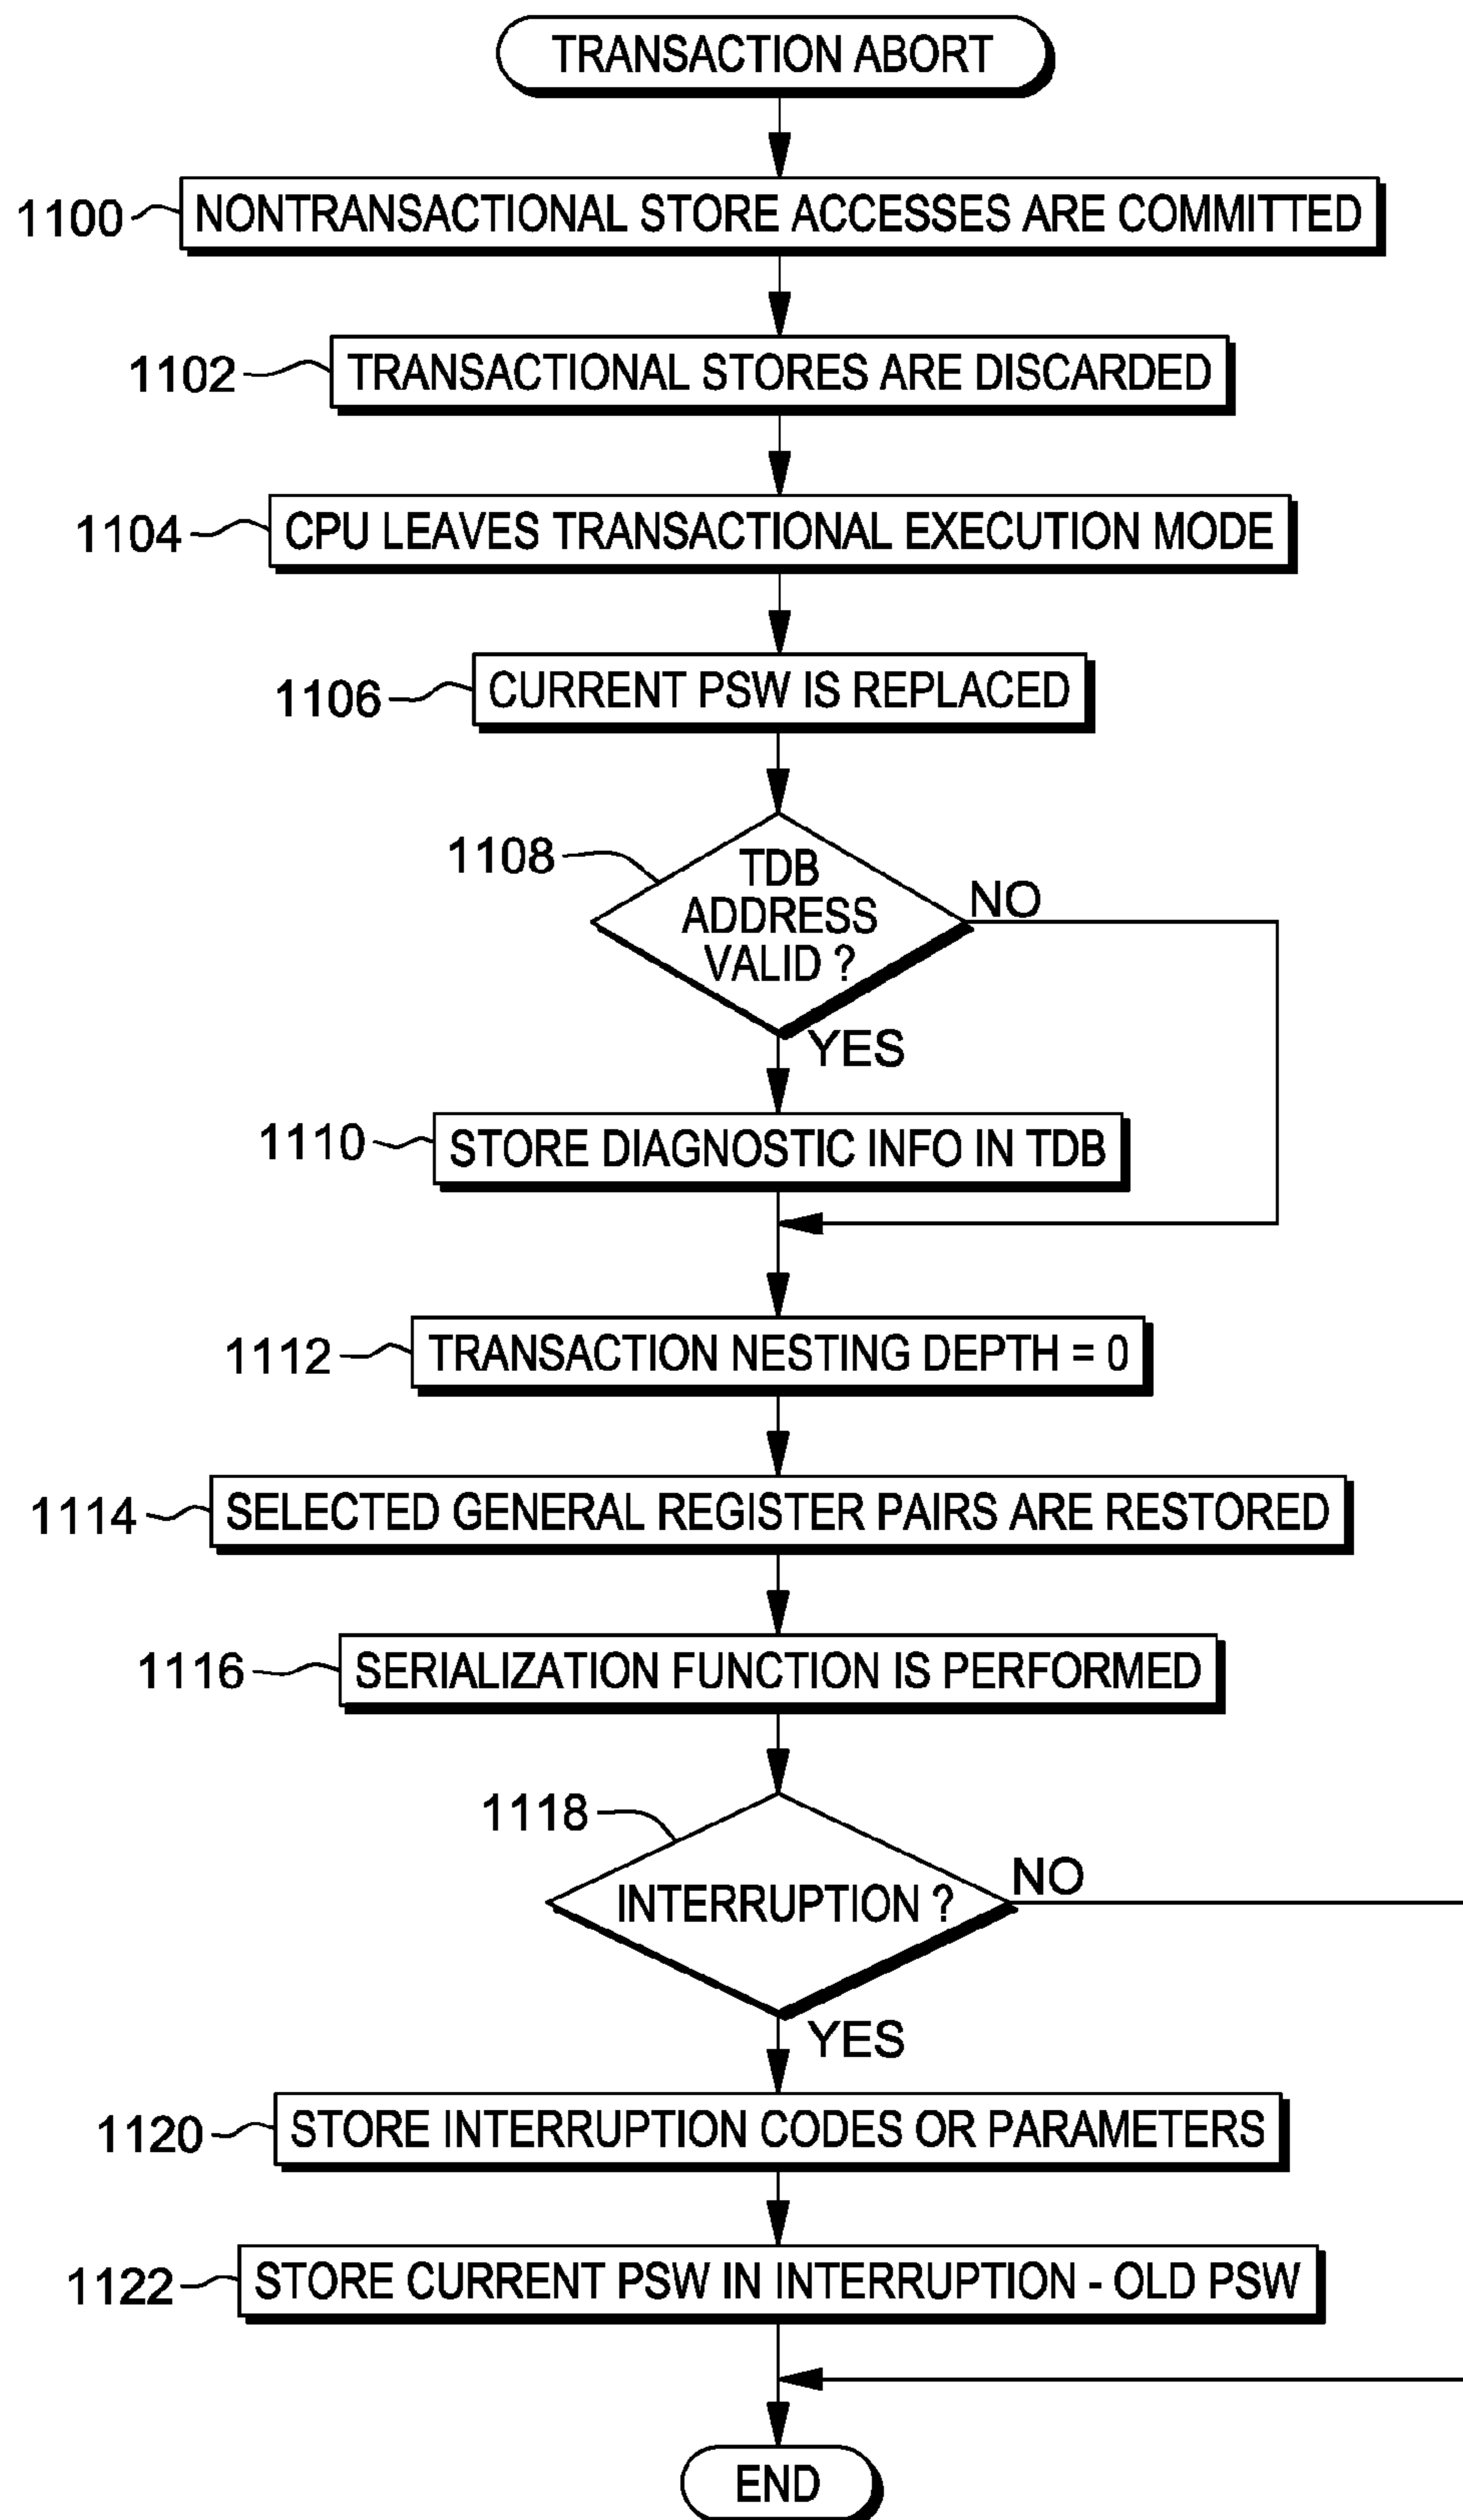 TRANSACTION ABORT
1100
NONTRANSACTIONAL STORE ACCESSES ARE COMMITTED
1102
TRANSACTIONAL STORES ARE DISCARDED
1104
CPU LEAVES TRANSACTIONAL EXECUTION MODE
1106
CURRENT PSW IS REPLACED
1108
TDB
ADDRESS
VALID ?
NO
YES
1110
STORE DIAGNOSTIC INFO IN TDB
1112
TRANSACTION NESTING DEPTH = 0
1114
SELECTED GENERAL REGISTER PAIRS ARE RESTORED
1116
SERIALIZATION FUNCTION IS PERFORMED
1118
INTERRUPTION ?
NO
YES
1120
STORE INTERRUPTION CODES OR PARAMETERS
1122
STORE CURRENT PSW IN INTERRUPTION - OLD PSW
END